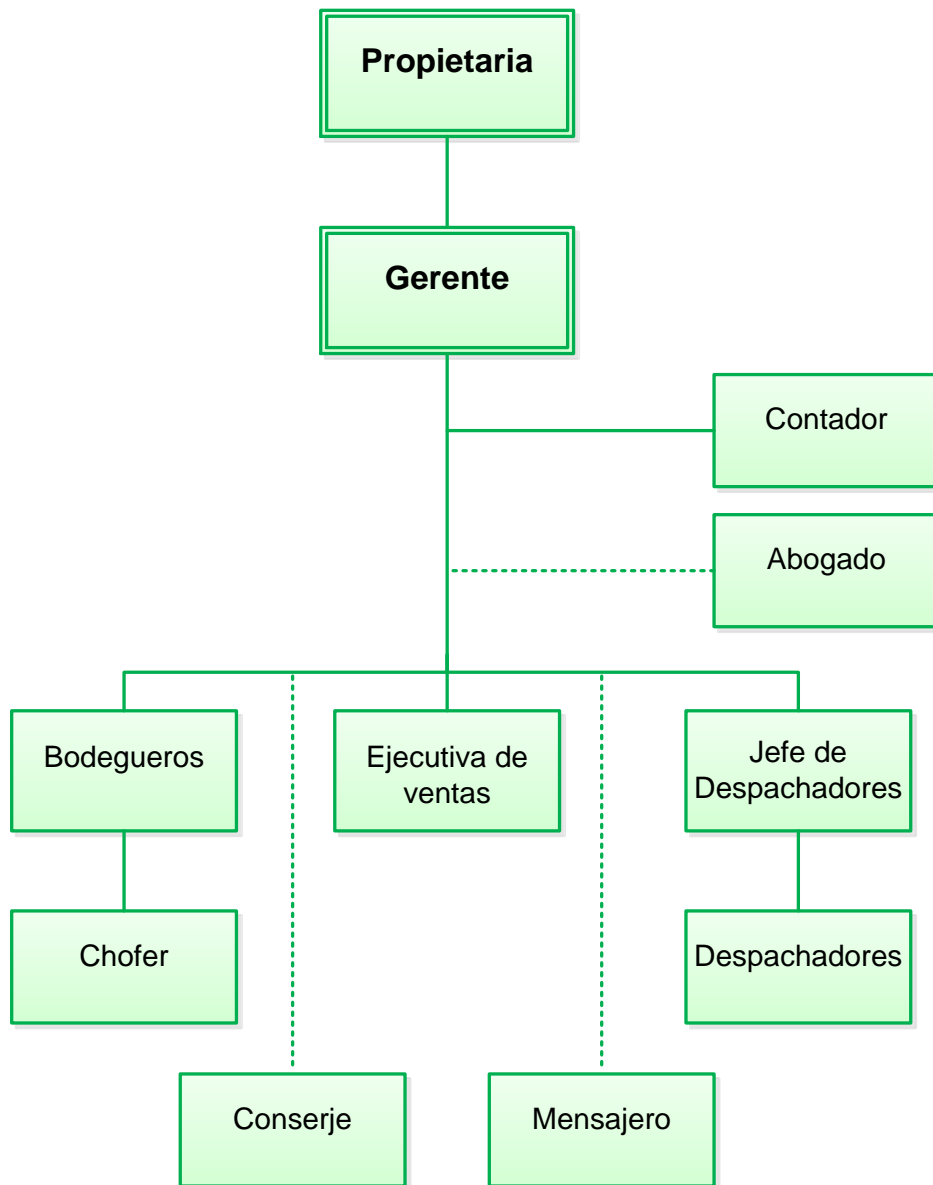 Propietaria
Gerente
Contador
Abogado
Bodegueros
Ejecutiva de
ventas
Jefe de
Despachadores
Chofer
Despachadores
Conserje
Mensajero